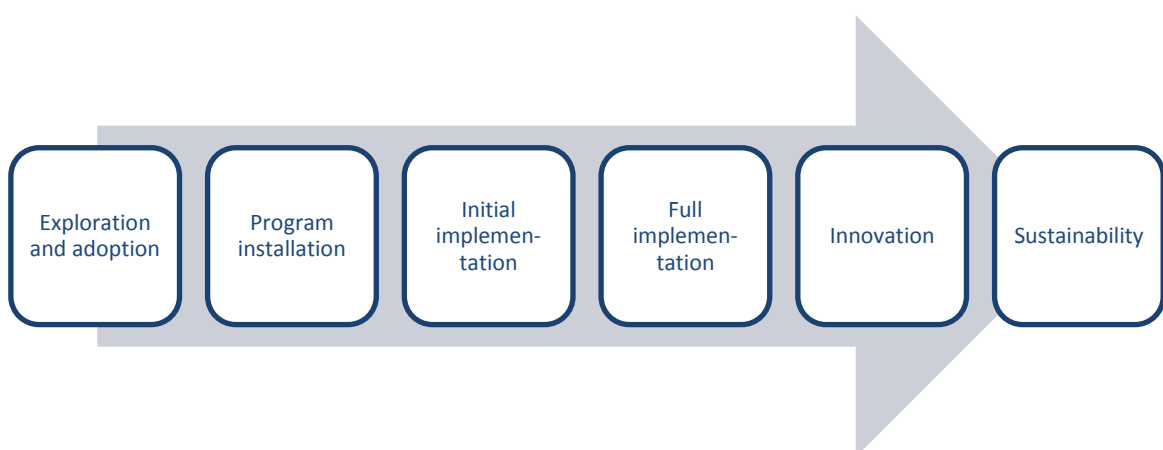 Exploration
and adoption
Program
installation
Initial
implemen-
tation
Full
implemen-
tation
Innovation
Sustainability